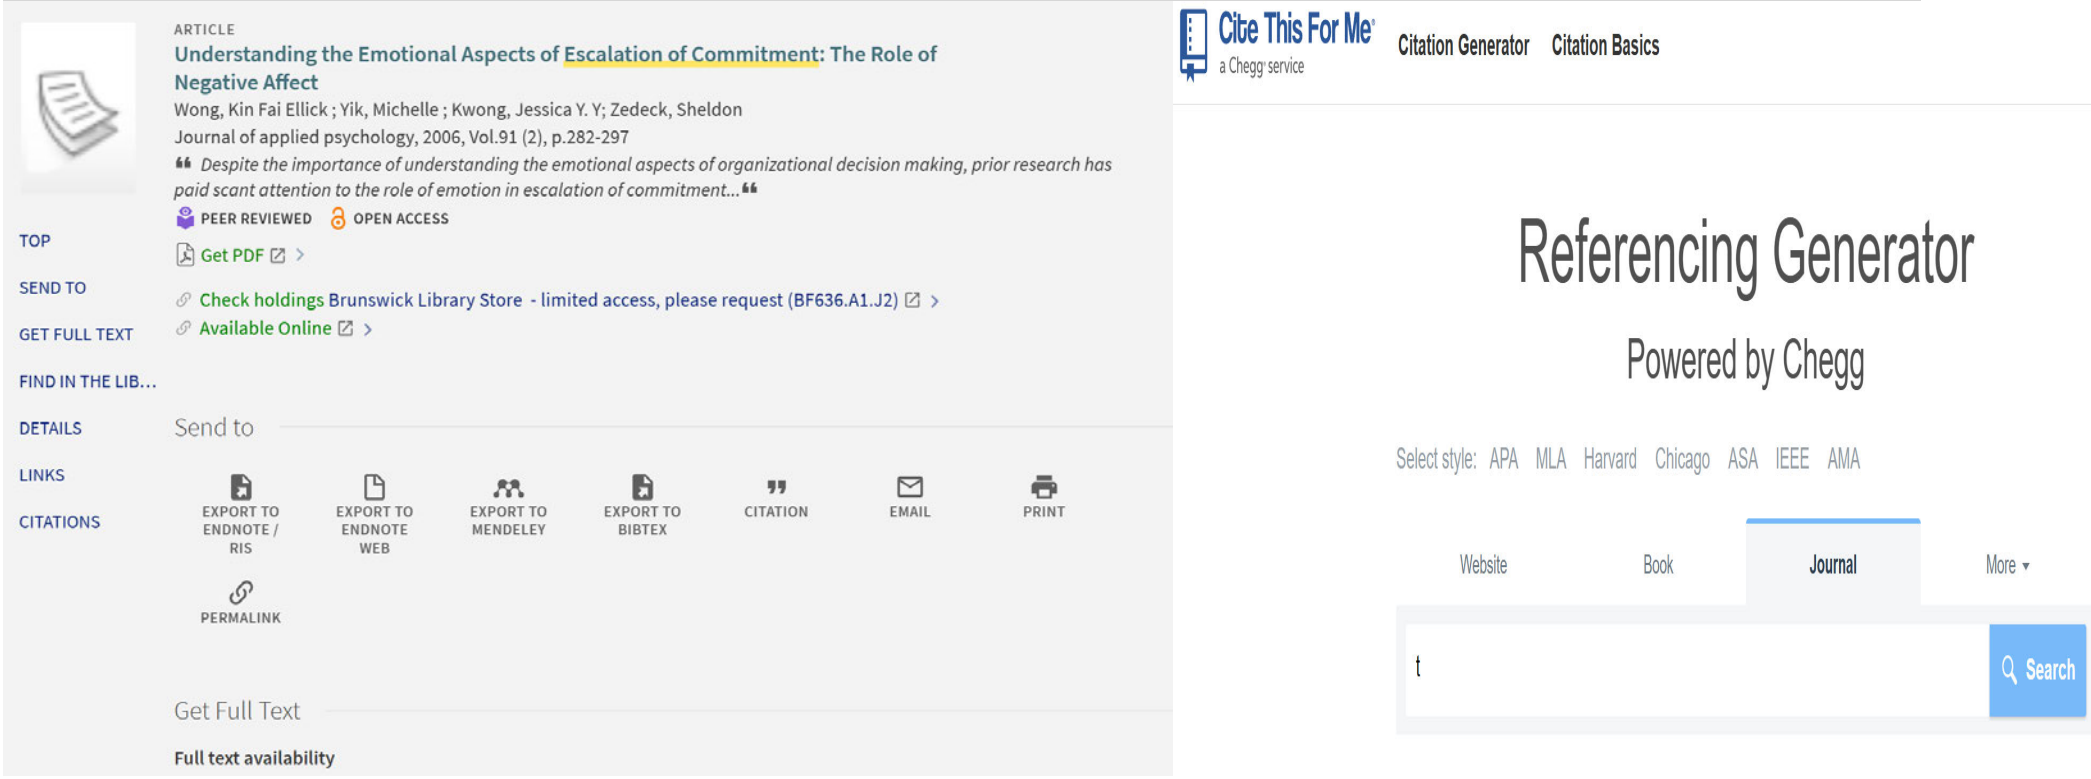 ARTICLE
Understanding the Emotional Aspects of Escalation of Commitment: The Role of
Negative Affect
Wong, Kin Fai Ellick ; Yik, Michelle ; Kwong, Jessica Y. Y; Zedeck, Sheldon
Journal of applied psychology, 2006, Vol.91 (2), p.282-297
❝ Despite the importance of understanding the emotional aspects of organizational decision making, prior research has
paid scant attention to the role of emotion in escalation of commitment...❝
PEER REVIEWED OPEN ACCESS
Get PDF
Check holdings Brunswick Library Store - limited access, please request (BF636.A1.J2)
Available Online
TOP
SEND TO
GET FULL TEXT
FIND IN THE LIB...
DETAILS
LINKS
CITATIONS
Send to
EXPORT TO
ENDNOTE /
RIS
EXPORT TO
ENDNOTE
WEB
EXPORT TO
MENDELEY
EXPORT TO
BIBTEX
CITATION
EMAIL
PRINT
PERMALINK
Get Full Text
Full text availability
Cite This For Me®
a Chegg® service
Citation Generator Citation Basics
Referencing Generator
Powered by Chegg
Select style: APA MLA Harvard Chicago ASA IEEE AMA
Website Book Journal More ▾
t
Search